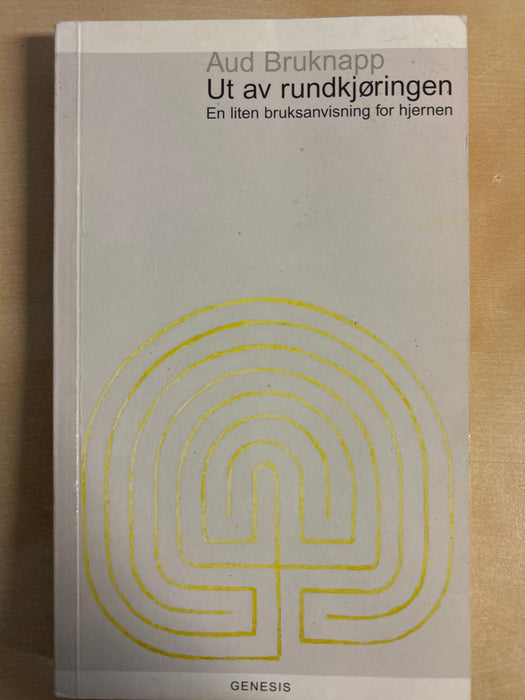 Aud Bruknapp
Ut av rundkjøringen
En liten bruksanvisning for hjernen
GENESIS